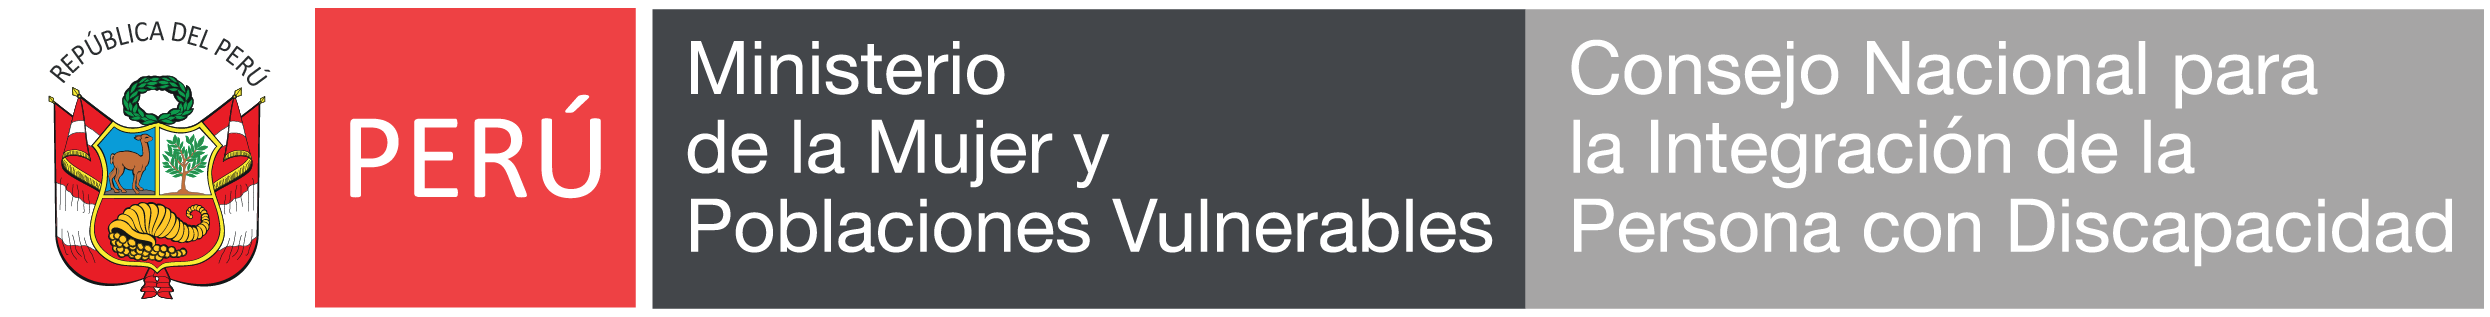 REPÚBLICA DEL PERÚ
PERÚ
Ministerio
de la Mujer y
Poblaciones Vulnerables
Consejo Nacional para
la Integración de la
Persona con Discapacidad